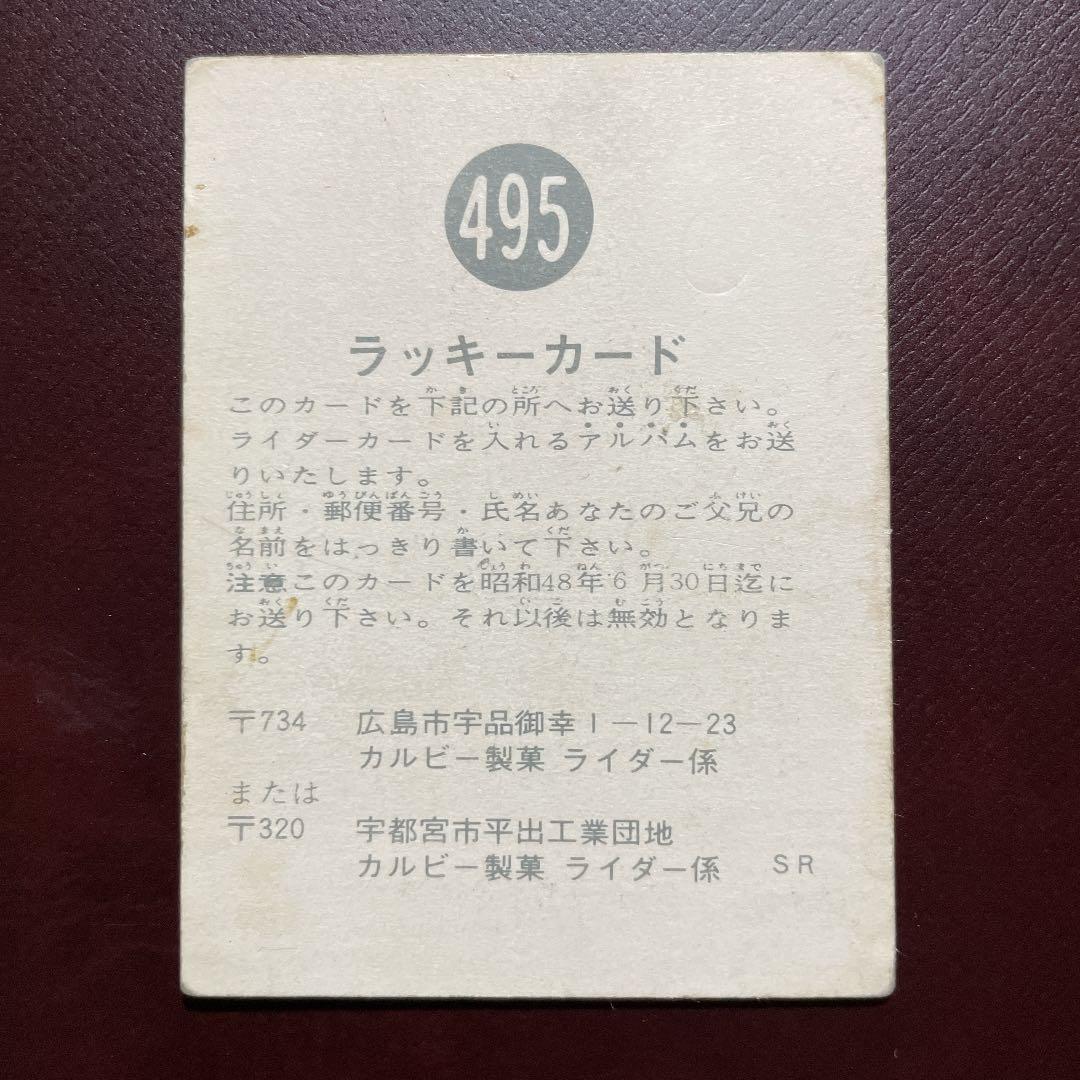 495
ラッキーカード
このカードを下記の所へお送り下さい。
ライダーカードを入れるアルバムをお送
りいたします。
住所・郵便番号・氏名あなたのご父兄の
名前をはっきり書いて下さい。
注意このカードを昭和48年6月30日迄に
お送り下さい。それ以後は無効となりま
す。
〒734 広島市宇品御幸1-12-23
カルビー製菓 ライダー係
または
〒320 宇都宮市平出工業団地
カルビー製菓 ライダー係 SR